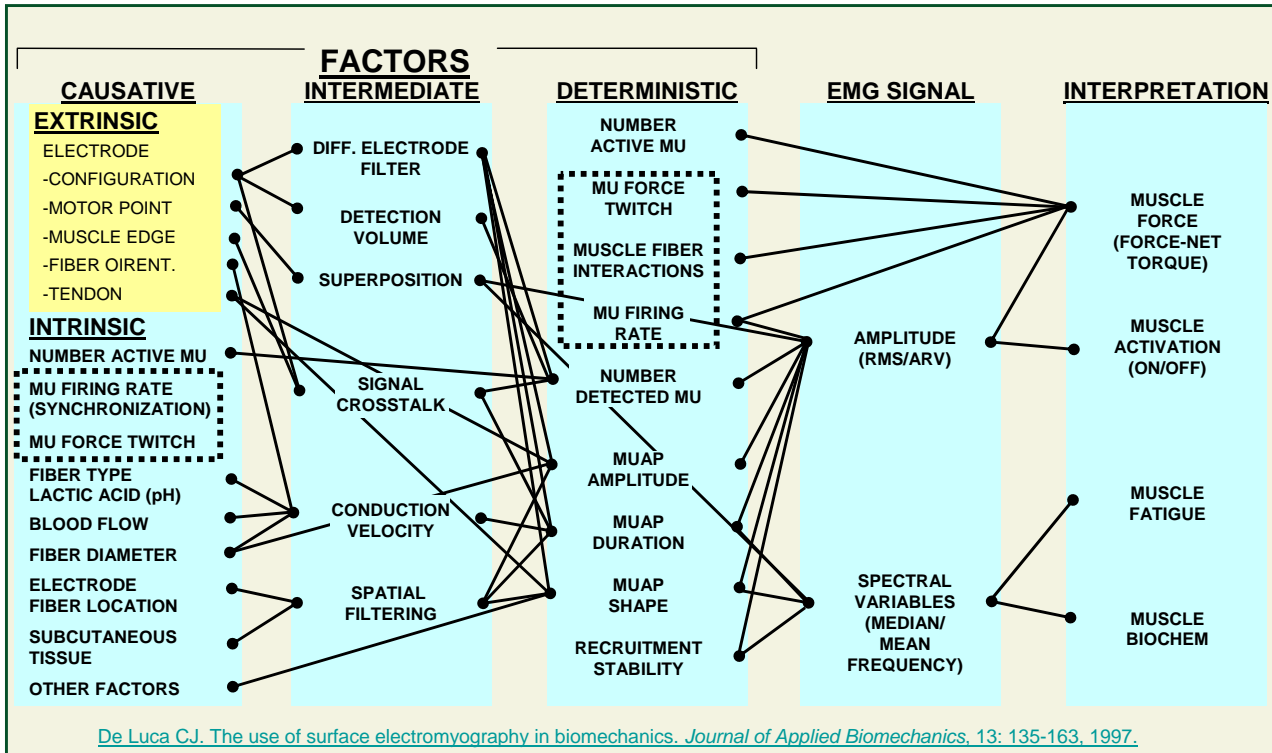 FACTORS
CAUSATIVE
EXTRINSIC
ELECTRODE
-CONFIGURATION
-MOTOR POINT
-MUSCLE EDGE
-FIBER OIRENT.
-TENDON
INTRINSIC
NUMBER ACTIVE MU
MU FIRING RATE
(SYNCHRONIZATION)
MU FORCE TWITCH
FIBER TYPE
LACTIC ACID (pH)
BLOOD FLOW
FIBER DIAMETER
ELECTRODE
FIBER LOCATION
SUBCUTANEOUS
TISSUE
OTHER FACTORS
INTERMEDIATE
DIFF. ELECTRODE
FILTER
DETECTION
VOLUME
SUPERPOSITION
SIGNAL
CROSSTALK
CONDUCTION
VELOCITY
SPATIAL
FILTERING
DETERMINISTIC
NUMBER
ACTIVE MU
MU FORCE
TWITCH
MUSCLE FIBER
INTERACTIONS
MU FIRING
RATE
NUMBER
DETECTED MU
MUAP
AMPLITUDE
MUAP
DURATION
MUAP
SHAPE
RECRUITMENT
STABILITY
EMG SIGNAL
AMPLITUDE
(RMS/ARV)
SPECTRAL
VARIABLES
(MEDIAN/
MEAN
FREQUENCY)
INTERPRETATION
MUSCLE
FORCE
(FORCE-NET
TORQUE)
MUSCLE
ACTIVATION
(ON/OFF)
MUSCLE
FATIGUE
MUSCLE
BIOCHEM
De Luca CJ. The use of surface electromyography in biomechanics. Journal of Applied Biomechanics, 13: 135-163, 1997.